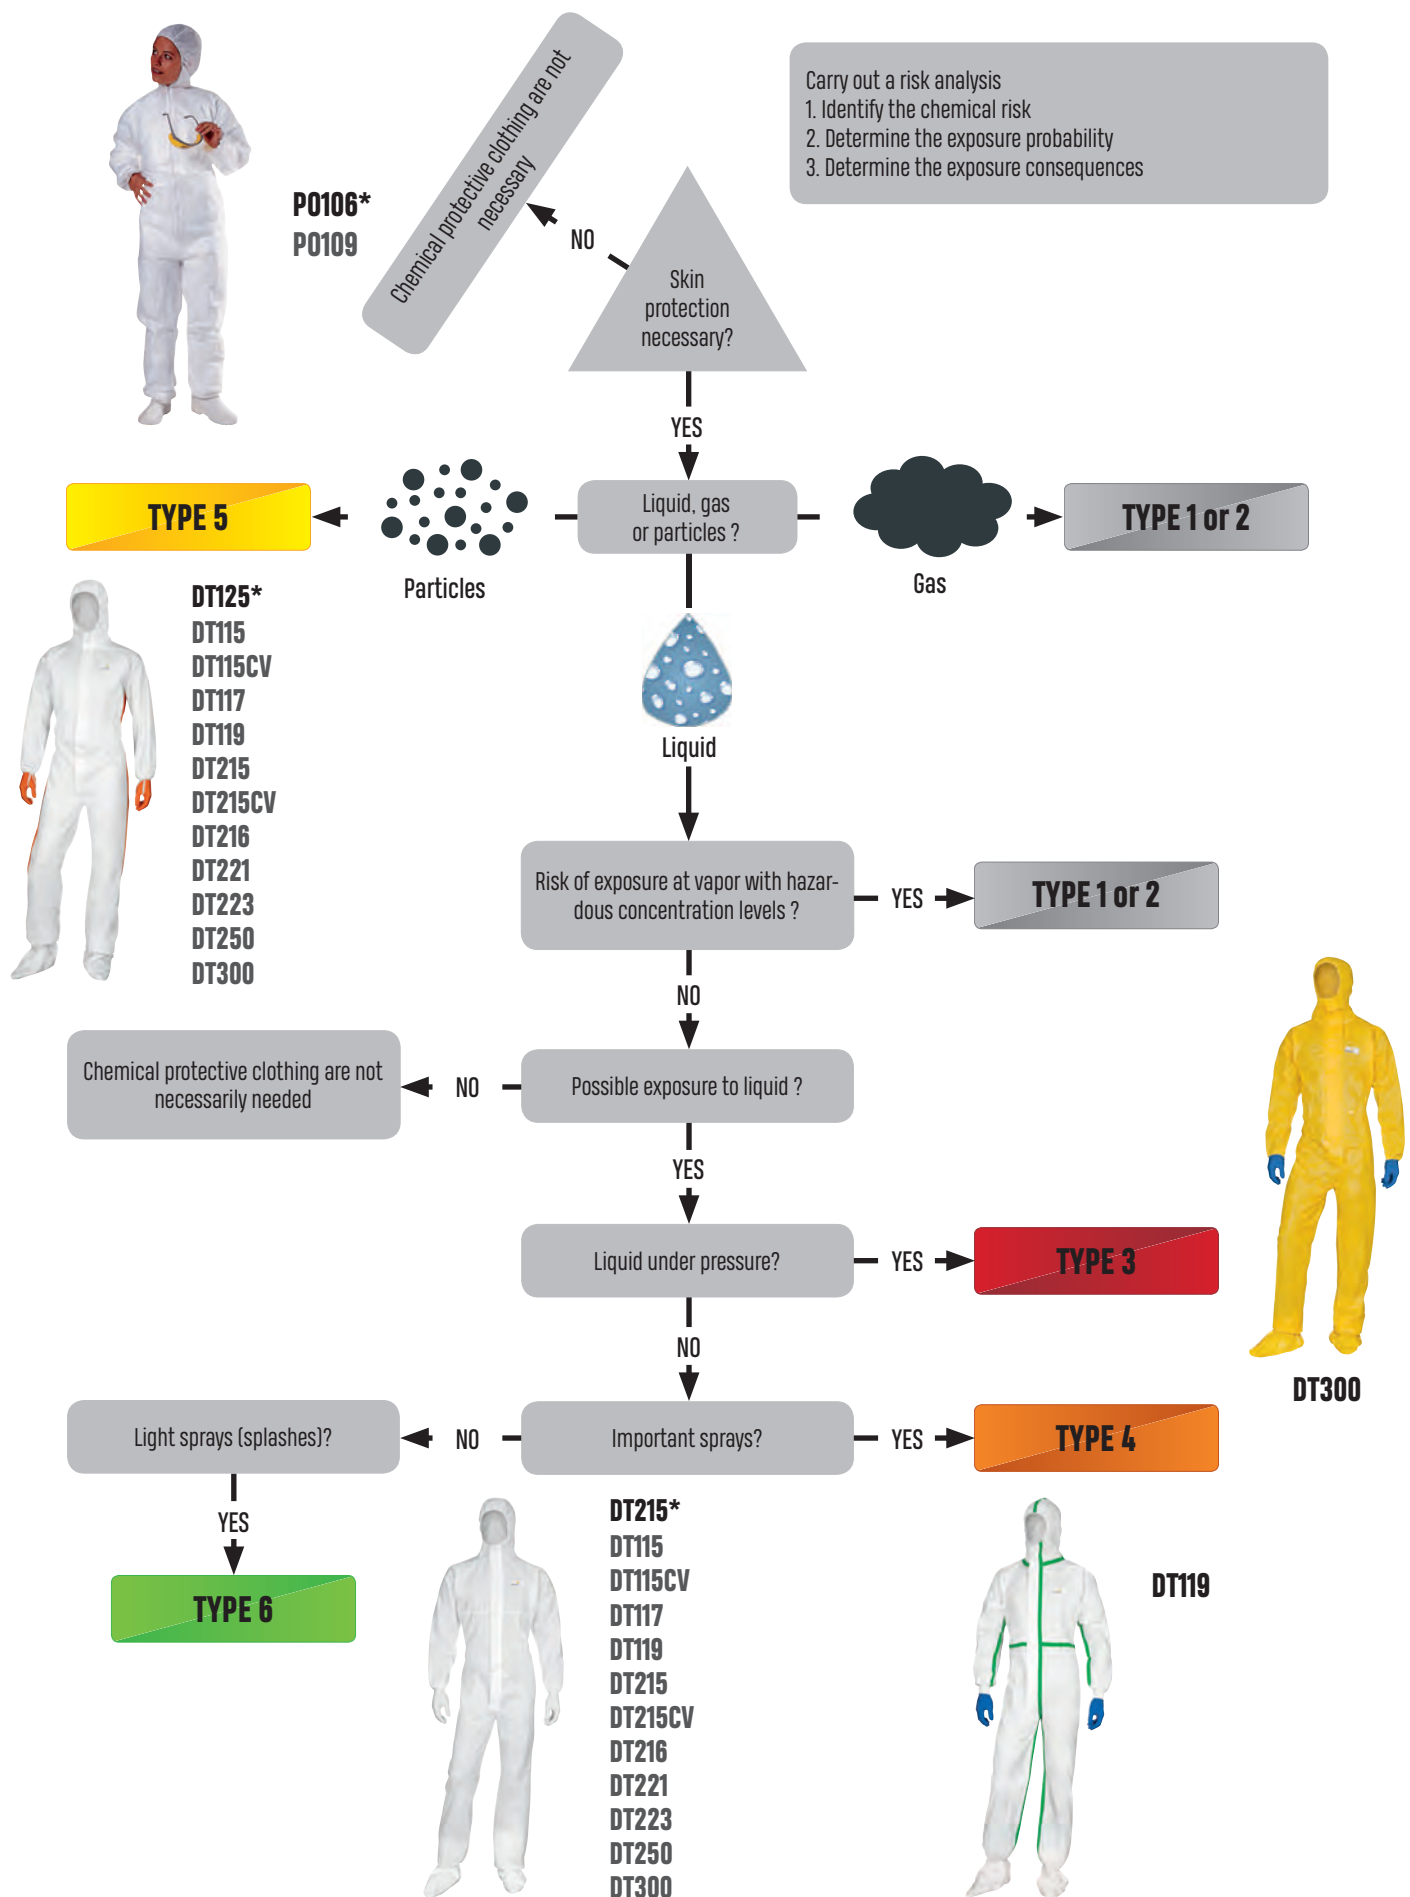 Carry out a risk analysis
1. Identify the chemical risk
2. Determine the exposure probability
3. Determine the exposure consequences
Chemical protective clothing are not
necessary
P0106*
P0109
NO
Skin
protection
necessary?
YES
TYPE 5
Liquid, gas
or particles ?
TYPE 1 or 2
Particles
Gas
DT125*
DT115
DT115CV
DT117
DT119
DT215
DT215CV
DT216
DT221
DT223
DT250
DT300
Liquid
Risk of exposure at vapor with hazar-
dous concentration levels ?
YES
TYPE 1 or 2
NO
Chemical protective clothing are not
necessarily needed
NO
Possible exposure to liquid ?
YES
Liquid under pressure?
YES
TYPE 3
NO
DT300
Light sprays (splashes)?
NO
Important sprays?
YES
TYPE 4
YES
TYPE 6
DT215*
DT115
DT115CV
DT117
DT119
DT215
DT215CV
DT216
DT221
DT223
DT250
DT300
DT119